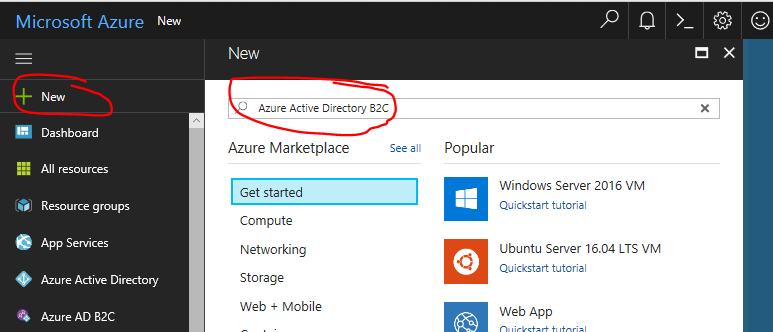 Microsoft Azure New
New
New
Azure Active Directory B2C
Dashboard
All resources
Resource groups
App Services
Azure Active Directory
Azure AD B2C
Azure Marketplace See all
Get started
Compute
Networking
Storage
Web + Mobile
Popular
Windows Server 2016 VM
Quickstart tutorial
Ubuntu Server 16.04 LTS VM
Quickstart tutorial
Web App
Quickstart tutorial